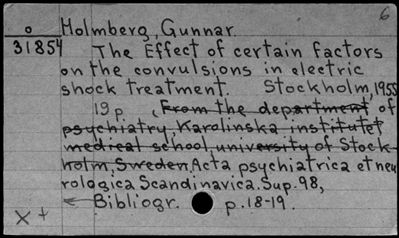 6
o Holmberg, Gunnar.
31854 The Effect of certain factors
on the convulsions in electric
shock treatment. Stockholm, 1955
19 p. (From the department of
psychiatry, Karolinska institutet
medical school, university of Stock-
holm, Sweden. Acta psychiatrica et neu
rologica Scandinavica. Sup. 98,
Bibliogr. p. 18-19.
X +